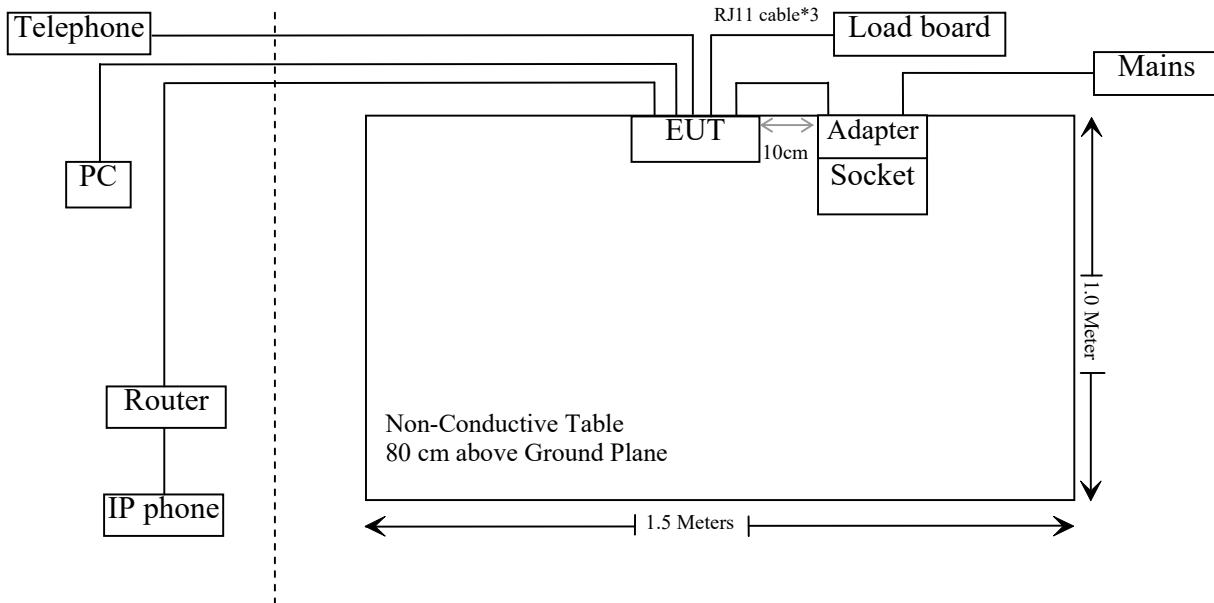 RJ11 cable*3
Telephone
Load board
Mains
EUT
Adapter
10cm
PC
Socket
1.0 Meter
Router
Non-Conductive Table
80 cm above Ground Plane
IP phone
1.5 Meters